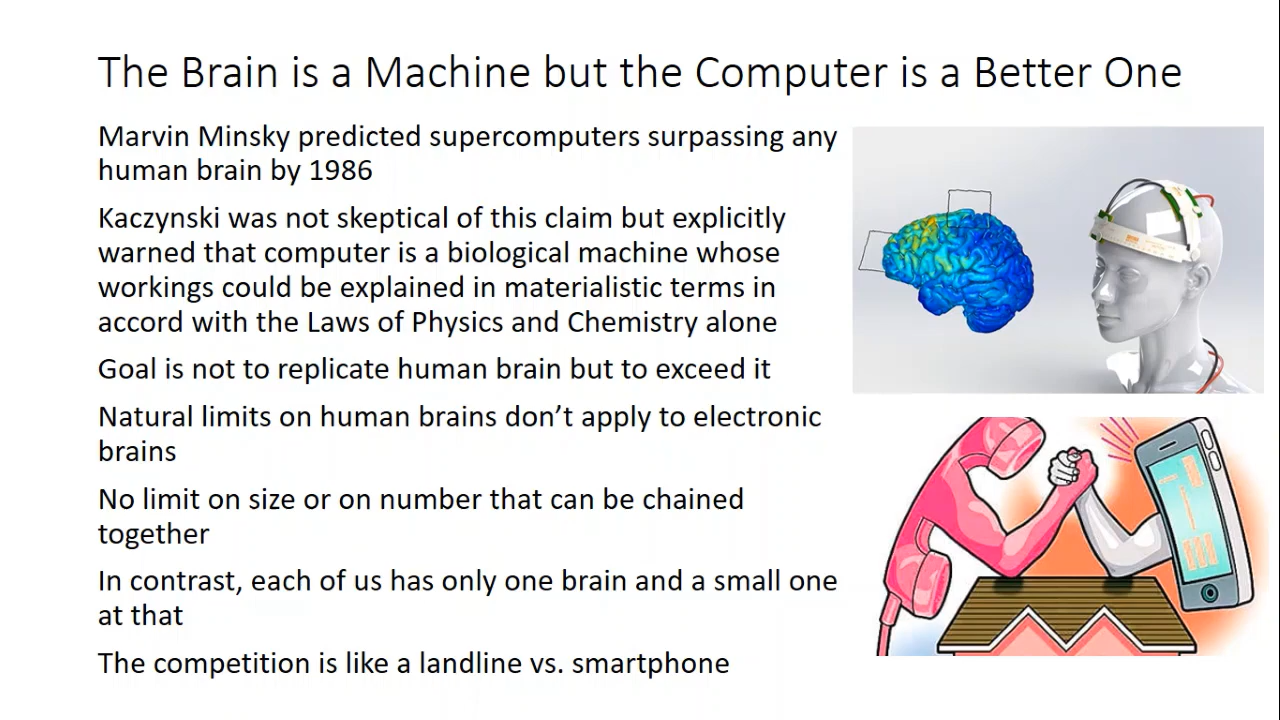 The Brain is a Machine but the Computer is a Better One
Marvin Minsky predicted supercomputers surpassing any
human brain by 1986
Kaczynski was not skeptical of this claim but explicitly
warned that computer is a biological machine whose
workings could be explained in materialistic terms in
accord with the Laws of Physics and Chemistry alone
Goal is not to replicate human brain but to exceed it
Natural limits on human brains don’t apply to electronic
brains
No limit on size or on number that can be chained
together
In contrast, each of us has only one brain and a small one
at that
The competition is like a landline vs. smartphone